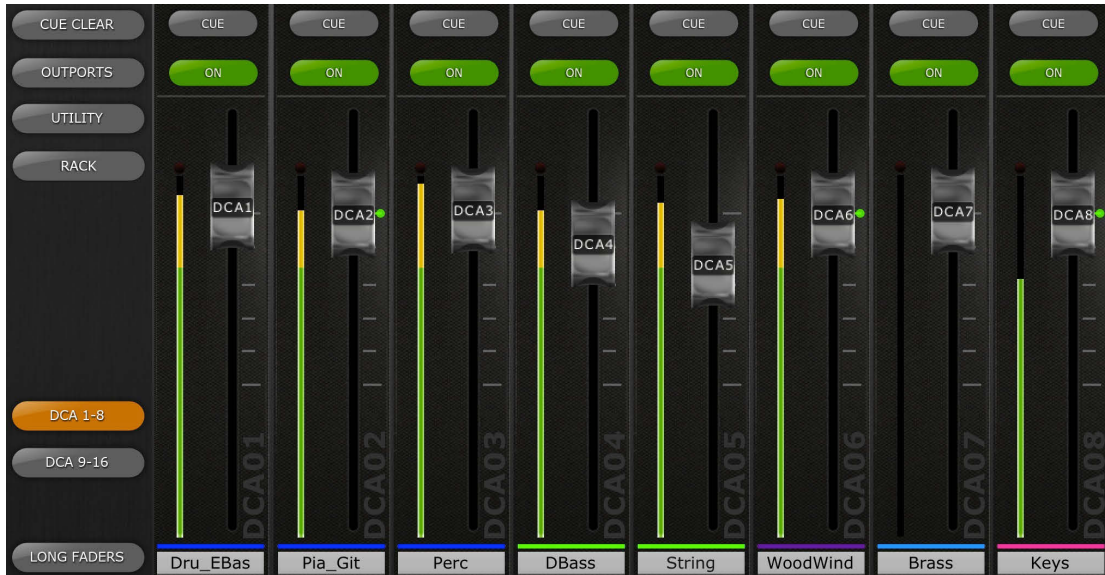 CUE CLEAR
OUTPORTS
UTILITY
RACK
DCA 1-8
DCA 9-16
LONG FADERS
CUE
ON
DCA1
DCA01
Dru_EBas
CUE
ON
DCA2
DCA02
Pia_Git
CUE
ON
DCA3
DCA03
Perc
CUE
ON
DCA4
DCA04
DBass
CUE
ON
DCA5
DCA05
String
CUE
ON
DCA6
DCA06
WoodWind
CUE
ON
DCA7
DCA07
Brass
CUE
ON
DCA8
DCA08
Keys